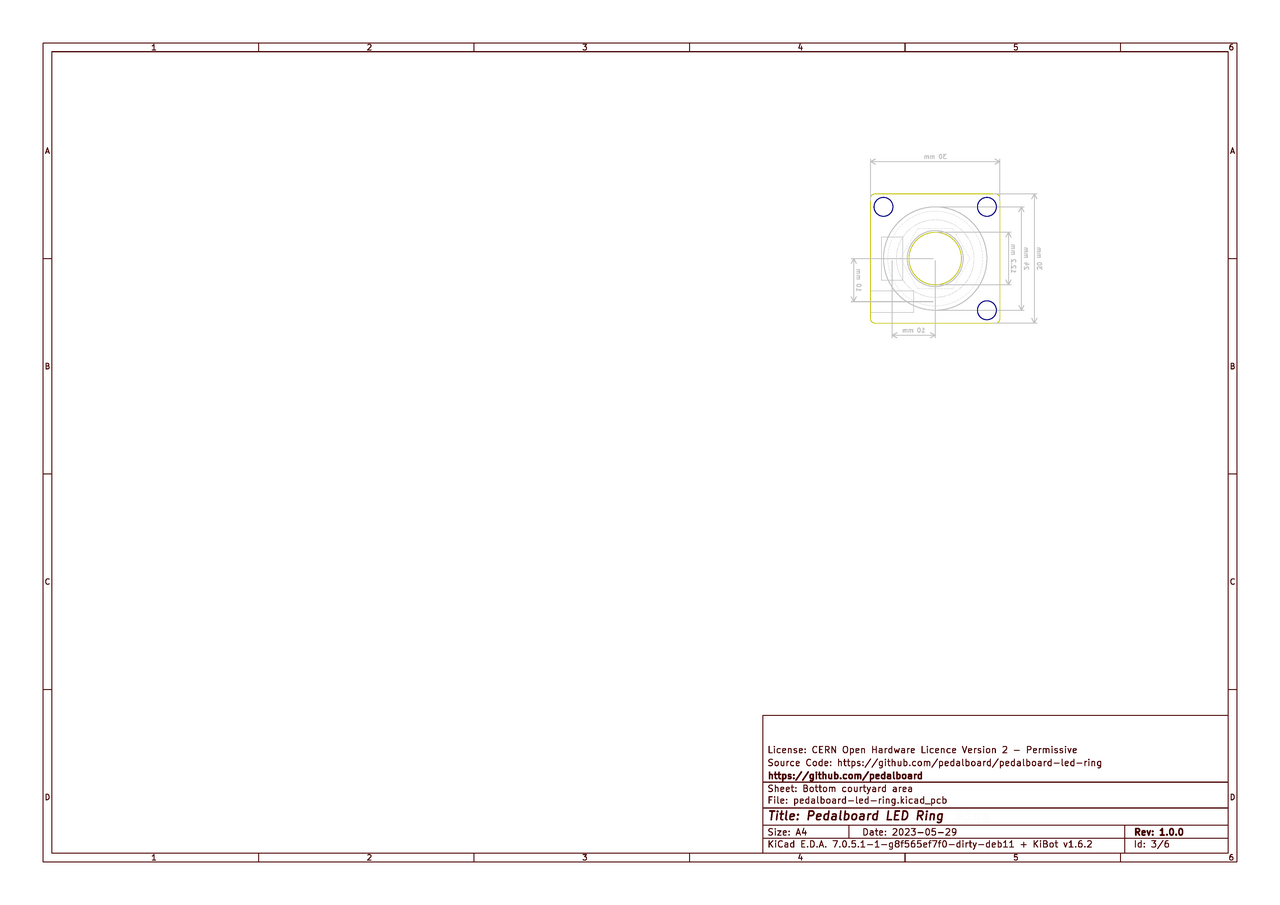 1 2 3 4 5 6
A
A
30 mm
12.2 mm
24 mm
30 mm
10 mm
10 mm
B
B
C
C
License: CERN Open Hardware Licence Version 2 - Permissive
Source Code: https://github.com/pedalboard/pedalboard-led-ring
https://github.com/pedalboard
Sheet: Bottom courtyard area
D
D
File: pedalboard-led-ring.kicad_pcb
Title: Pedalboard LED Ring
Size: A4 Date: 2023-05-29 Rev: 1.0.0
KiCad E.D.A. 7.0.5.1-1-g8f565ef7f0-dirty-deb11 + KiBot v1.6.2 Id: 3/6
1 2 3 4 5 6